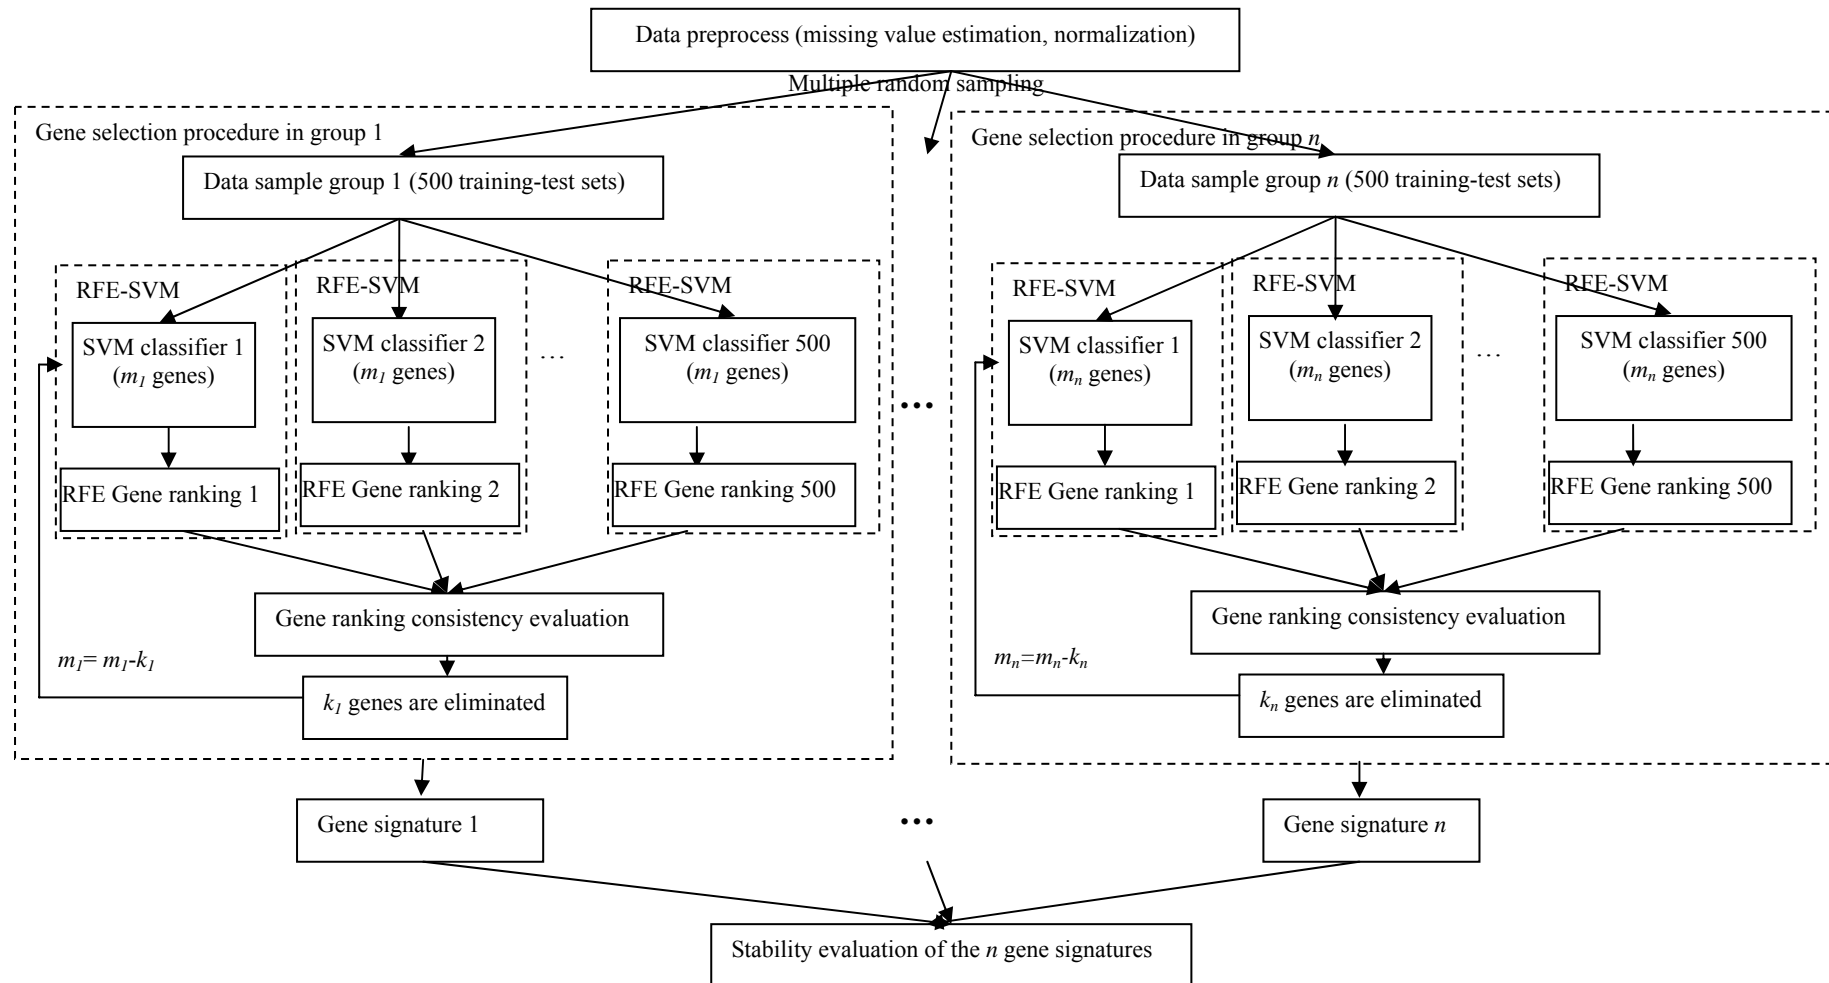 Data preprocess (missing value estimation, normalization)
Multiple random sampling
Gene selection procedure in group 1
Data sample group 1 (500 training-test sets)
RFE-SVM
RFE-SVM
RFE-SVM
SVM classifier 1
(m1 genes)
SVM classifier 2
(m1 genes)
...
SVM classifier 500
(m1 genes)
RFE Gene ranking 1
RFE Gene ranking 2
RFE Gene ranking 500
Gene ranking consistency evaluation
m1= m1-k1
k1 genes are eliminated
Gene signature 1
...
Gene selection procedure in group n
Data sample group n (500 training-test sets)
RFE-SVM
RFE-SVM
RFE-SVM
SVM classifier 1
(mn genes)
SVM classifier 2
(mn genes)
...
SVM classifier 500
(mn genes)
RFE Gene ranking 1
RFE Gene ranking 2
RFE Gene ranking 500
Gene ranking consistency evaluation
mn=mn-kn
kn genes are eliminated
...
Gene signature n
Stability evaluation of the n gene signatures